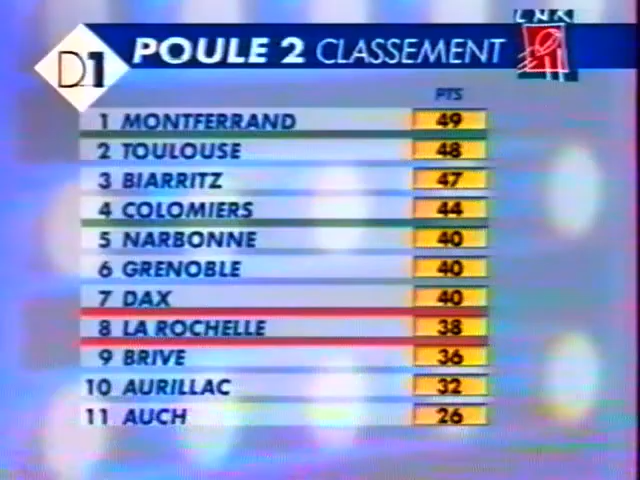 LNR
D1 POULE 2 CLASSEMENT
PTS
1 MONTFERRAND 49
2 TOULOUSE 48
3 BIARRITZ 47
4 COLOMIERS 44
5 NARBONNE 40
6 GRENOBLE 40
7 DAX 40
8 LA ROCHELLE 38
9 BRIVE 36
10 AURILLAC 32
11 AUCH 26